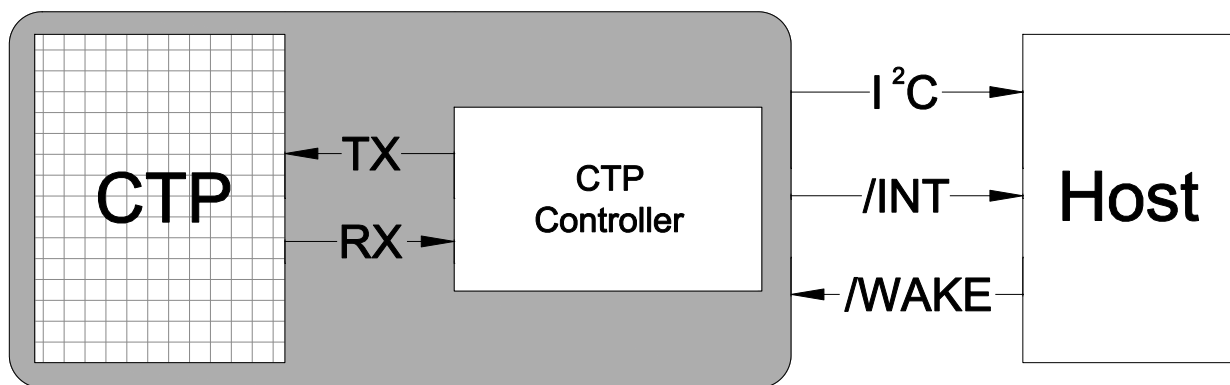 CTP
TX
RX
CTP
Controller
I²C
/INT
/WAKE
Host